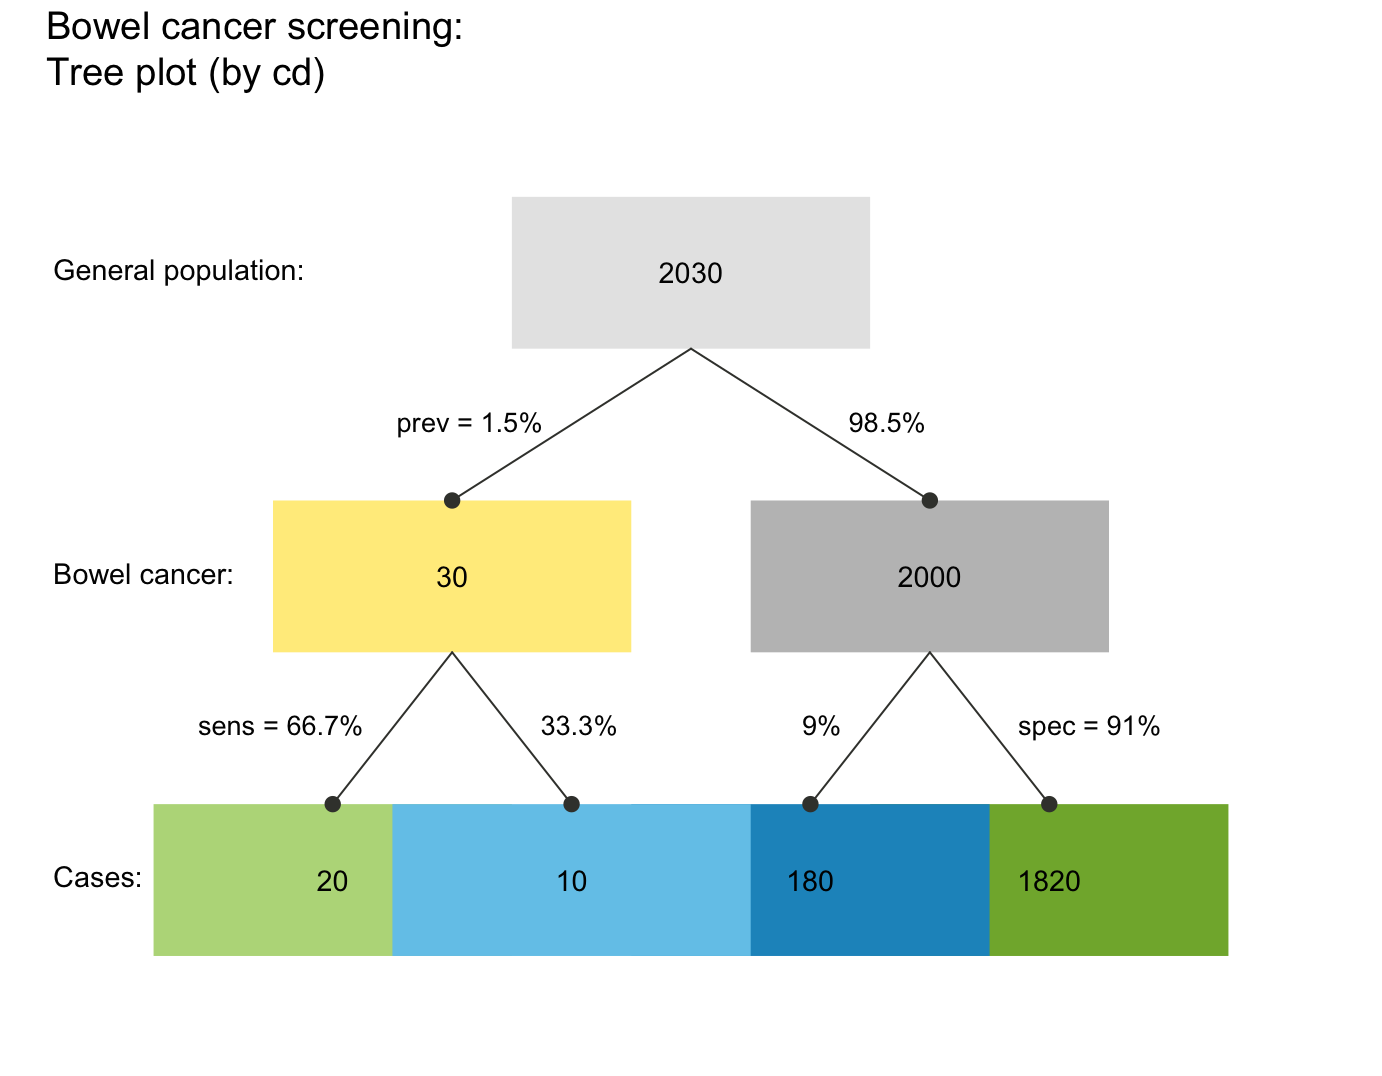 Bowel cancer screening:
Tree plot (by cd)
General population:
2030
prev = 1.5%
98.5%
Bowel cancer:
30
2000
sens = 66.7%
33.3%
9%
spec = 91%
Cases:
20
10
180
1820